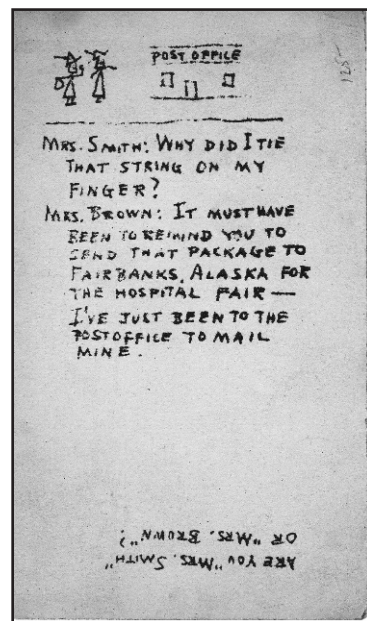 POST OFFICE
125-
MRS. SMITH: WHY DID I TIE
THAT STRING ON MY
FINGER?
MRS. BROWN: IT MUST HAVE
BEEN TO REMIND YOU TO
SEND THAT PACKAGE TO
FAIRBANKS, ALASKA FOR
THE HOSPITAL FAIR —
I'VE JUST BEEN TO THE
POSTOFFICE TO MAIL
MINE.
ARE YOU "MRS. SMITH"
OR "MRS. BROWN"?